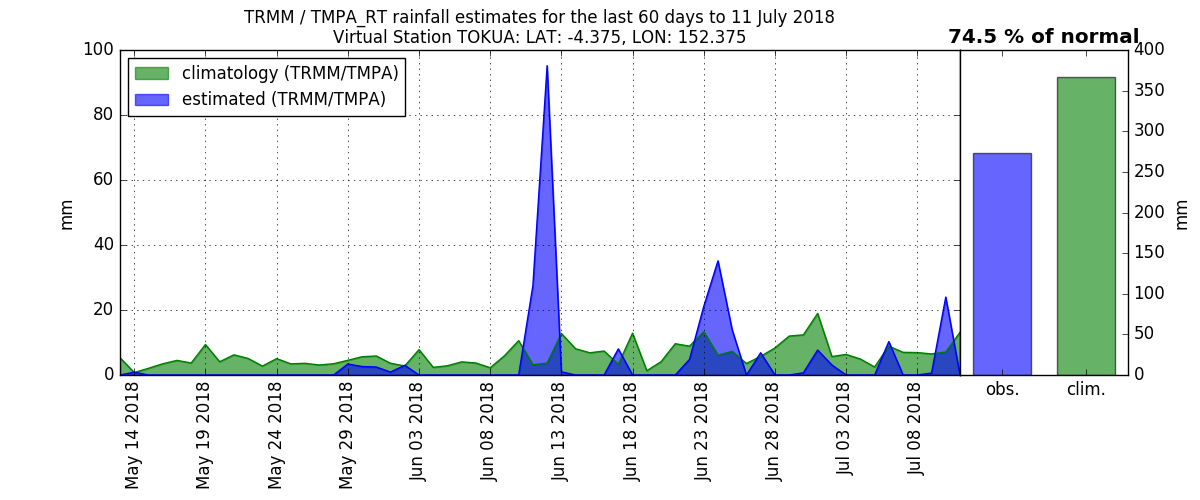 TRMM / TMPA_RT rainfall estimates for the last 60 days to 11 July 2018
Virtual Station TOKUA: LAT: -4.375, LON: 152.375
74.5 % of normal
climatology (TRMM/TMPA)
estimated (TRMM/TMPA)
100
80
60
40
20
0
mm
May 14 2018
May 19 2018
May 24 2018
May 29 2018
Jun 03 2018
Jun 08 2018
Jun 13 2018
Jun 18 2018
Jun 23 2018
Jun 28 2018
Jul 03 2018
Jul 08 2018
obs.
clim.
400
350
300
250
200
150
100
50
0
mm